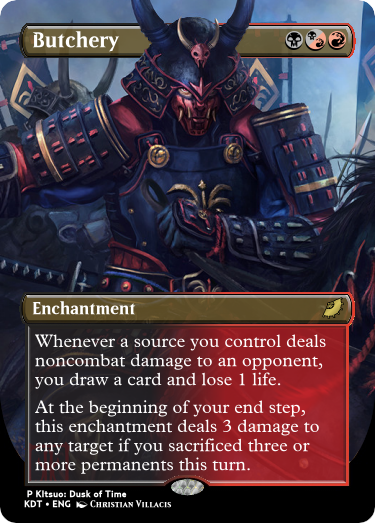 Butchery
Enchantment
Whenever a source you control deals
noncombat damage to an opponent,
you draw a card and lose 1 life.
At the beginning of your end step,
this enchantment deals 3 damage to
any target if you sacrificed three or
more permanents this turn.
P KItsuo: Dusk of Time
KDT • ENG Christian Villacis